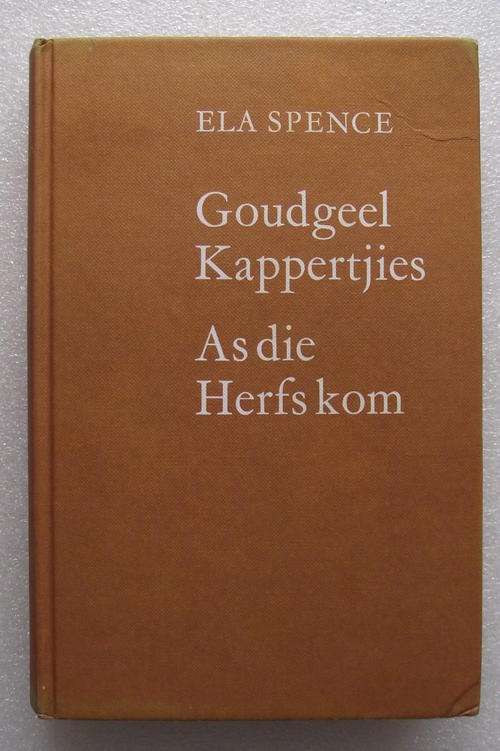 ELA SPENCE
Goudgeel
Kappertjies
As die
Herfs kom